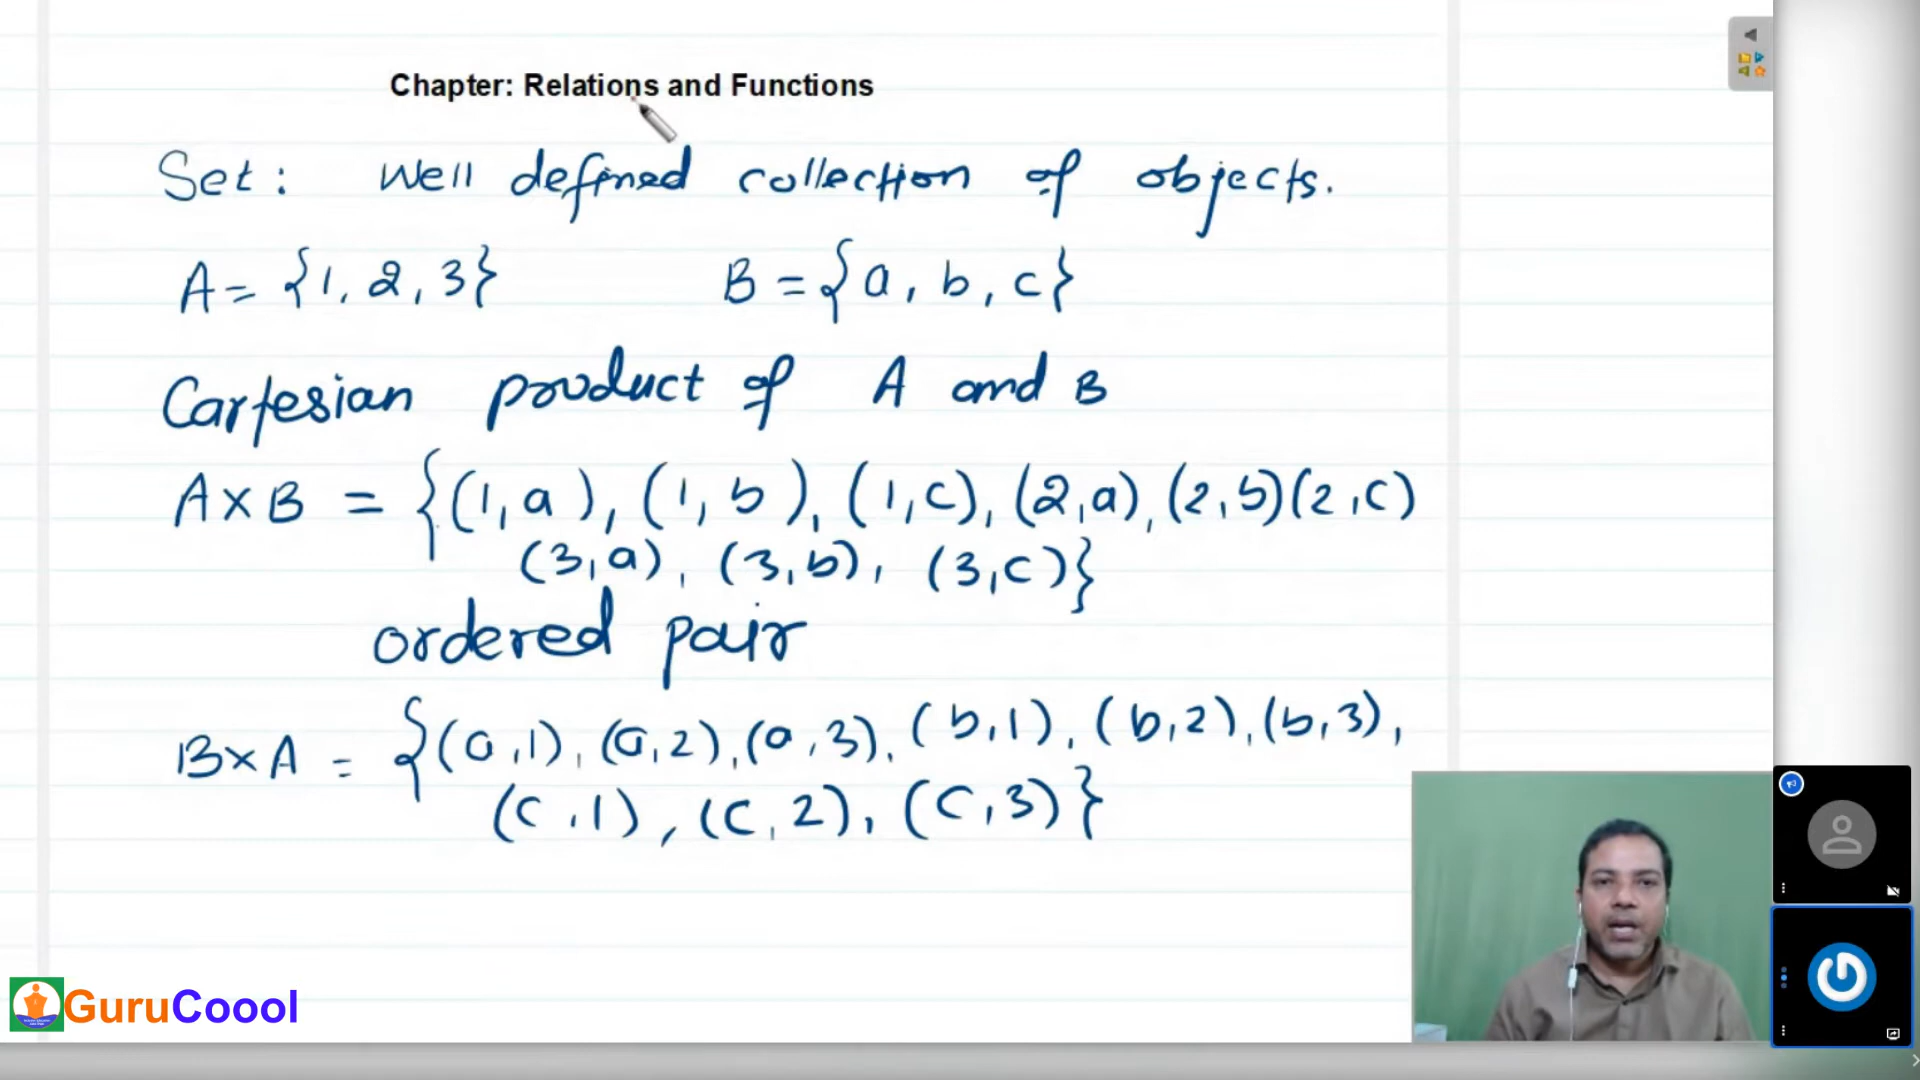 Chapter: Relations and Functions
Set: Well defined collection of objects.
A = {1, 2, 3} B = {a, b, c}
Cartesian product of A and B
A×B = {(1,a), (1,b), (1,c), (2,a), (2,b)(2,c)
(3,a), (3,b), (3,c)}
ordered pair
B×A = {(a,1), (a,2), (a,3), (b,1), (b,2), (b,3),
(c,1), (c,2), (c,3)}
GuruCoool